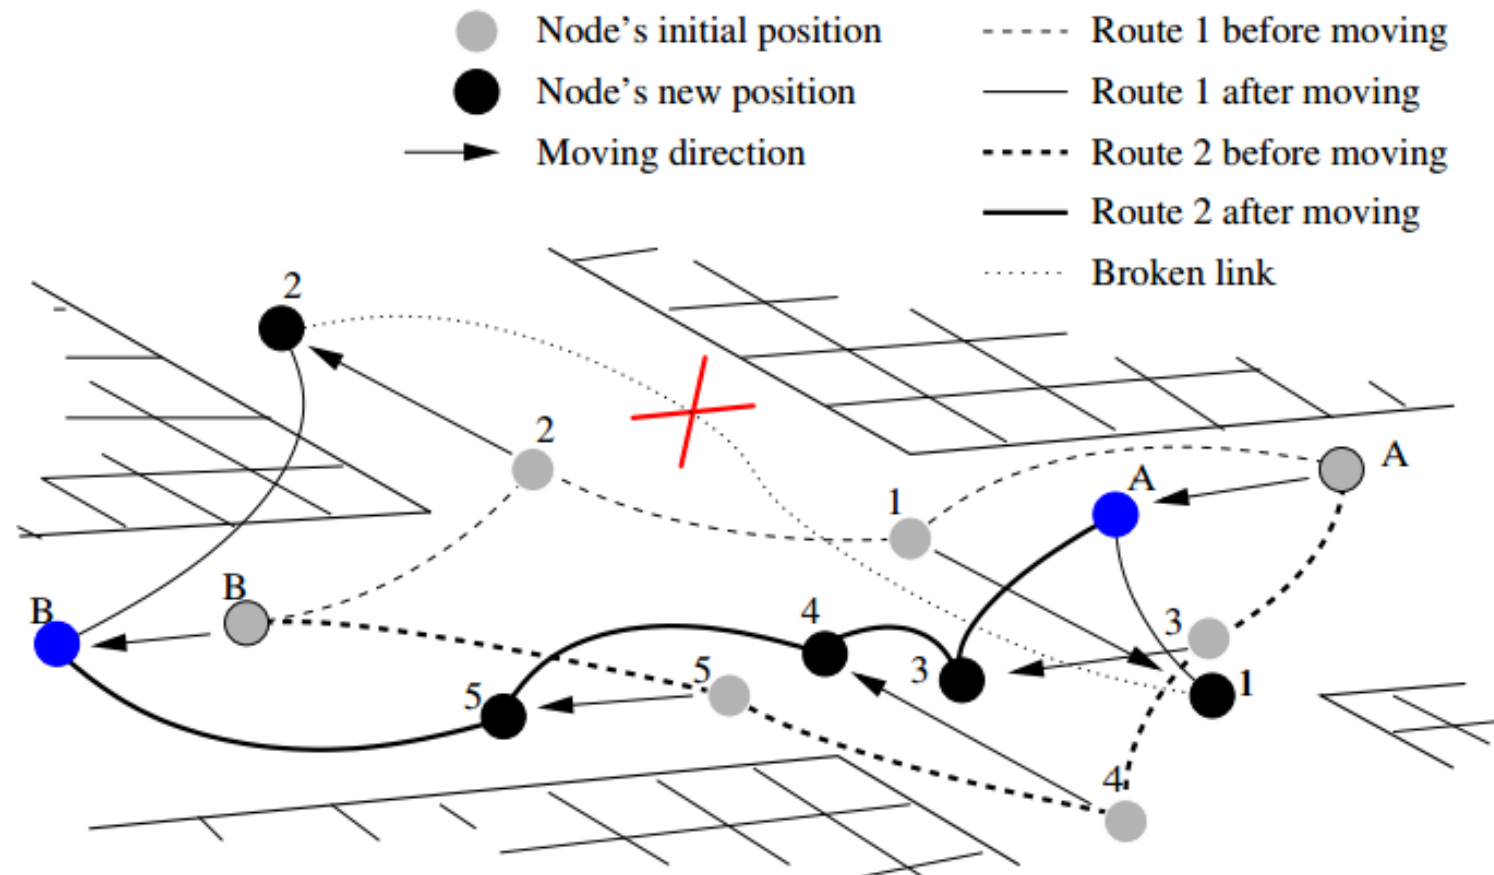 Node's initial position
Node's new position
Moving direction
Route 1 before moving
Route 1 after moving
Route 2 before moving
Route 2 after moving
Broken link
2
2
A
A
1
B
B
4
3
3
5
5
1
4